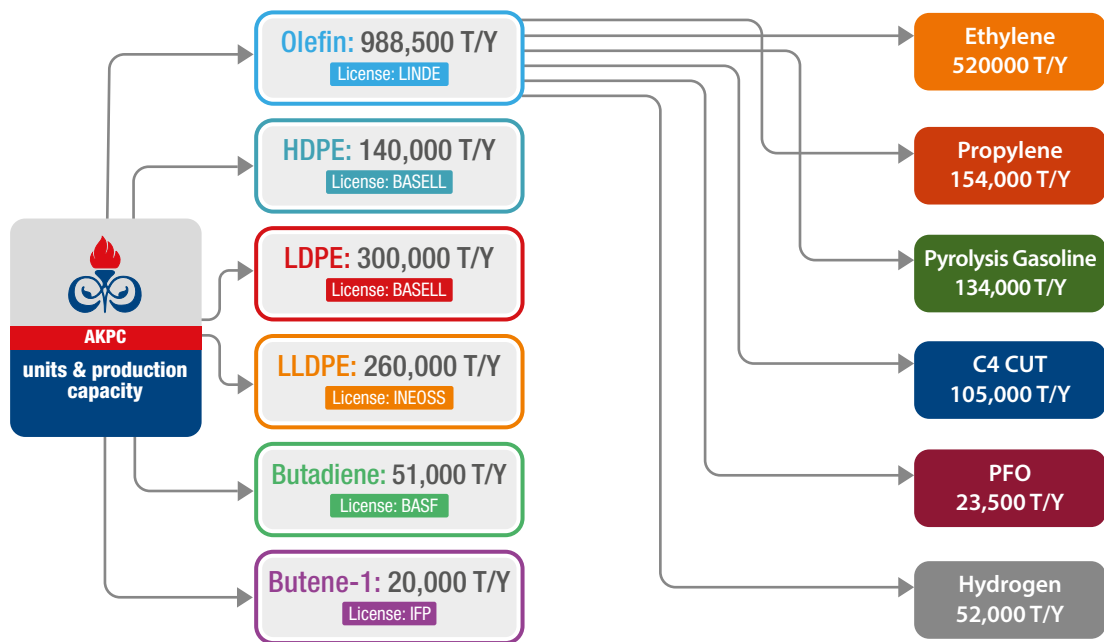 AKPC
units & production
capacity
Olefin: 988,500 T/Y
License: LINDE
HDPE: 140,000 T/Y
License: BASELL
LDPE: 300,000 T/Y
License: BASELL
LLDPE: 260,000 T/Y
License: INEOSS
Butadiene: 51,000 T/Y
License: BASF
Butene-1: 20,000 T/Y
License: IFP
Ethylene
520000 T/Y
Propylene
154,000 T/Y
Pyrolysis Gasoline
134,000 T/Y
C4 CUT
105,000 T/Y
PFO
23,500 T/Y
Hydrogen
52,000 T/Y